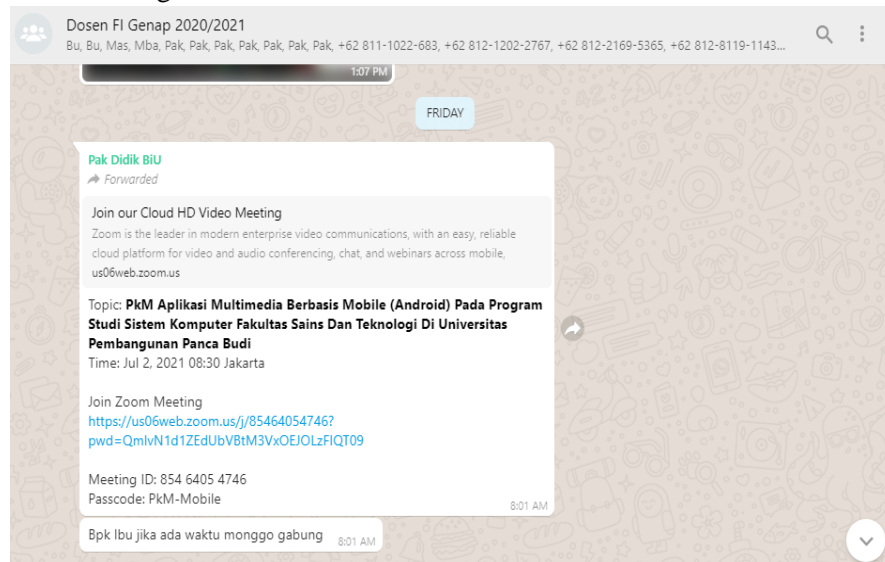 Dosen FI Genap 2020/2021
Bu, Bu, Mas, Mba, Pak, Pak, Pak, Pak, Pak, Pak, Pak, +62 811-1022-683, +62 812-1202-2767, +62 812-2169-5365, +62 812-8119-1143...
1:07 PM
FRIDAY
Pak Didik BiU
Forwarded
Join our Cloud HD Video Meeting
Zoom is the leader in modern enterprise video communications, with an easy, reliable
cloud platform for video and audio conferencing, chat, and webinars across mobile,
us06web.zoom.us
Topic: PkM Aplikasi Multimedia Berbasis Mobile (Android) Pada Program
Studi Sistem Komputer Fakultas Sains Dan Teknologi Di Universitas
Pembangunan Panca Budi
Time: Jul 2, 2021 08:30 Jakarta
Join Zoom Meeting
https://us06web.zoom.us/j/85464054746?
pwd=QmlvN1d1ZEdUbVBtM3VxOEJOLzFIQT09
Meeting ID: 854 6405 4746
Passcode: PkM-Mobile
8:01 AM
Bpk Ibu jika ada waktu monggo gabung
8:01 AM